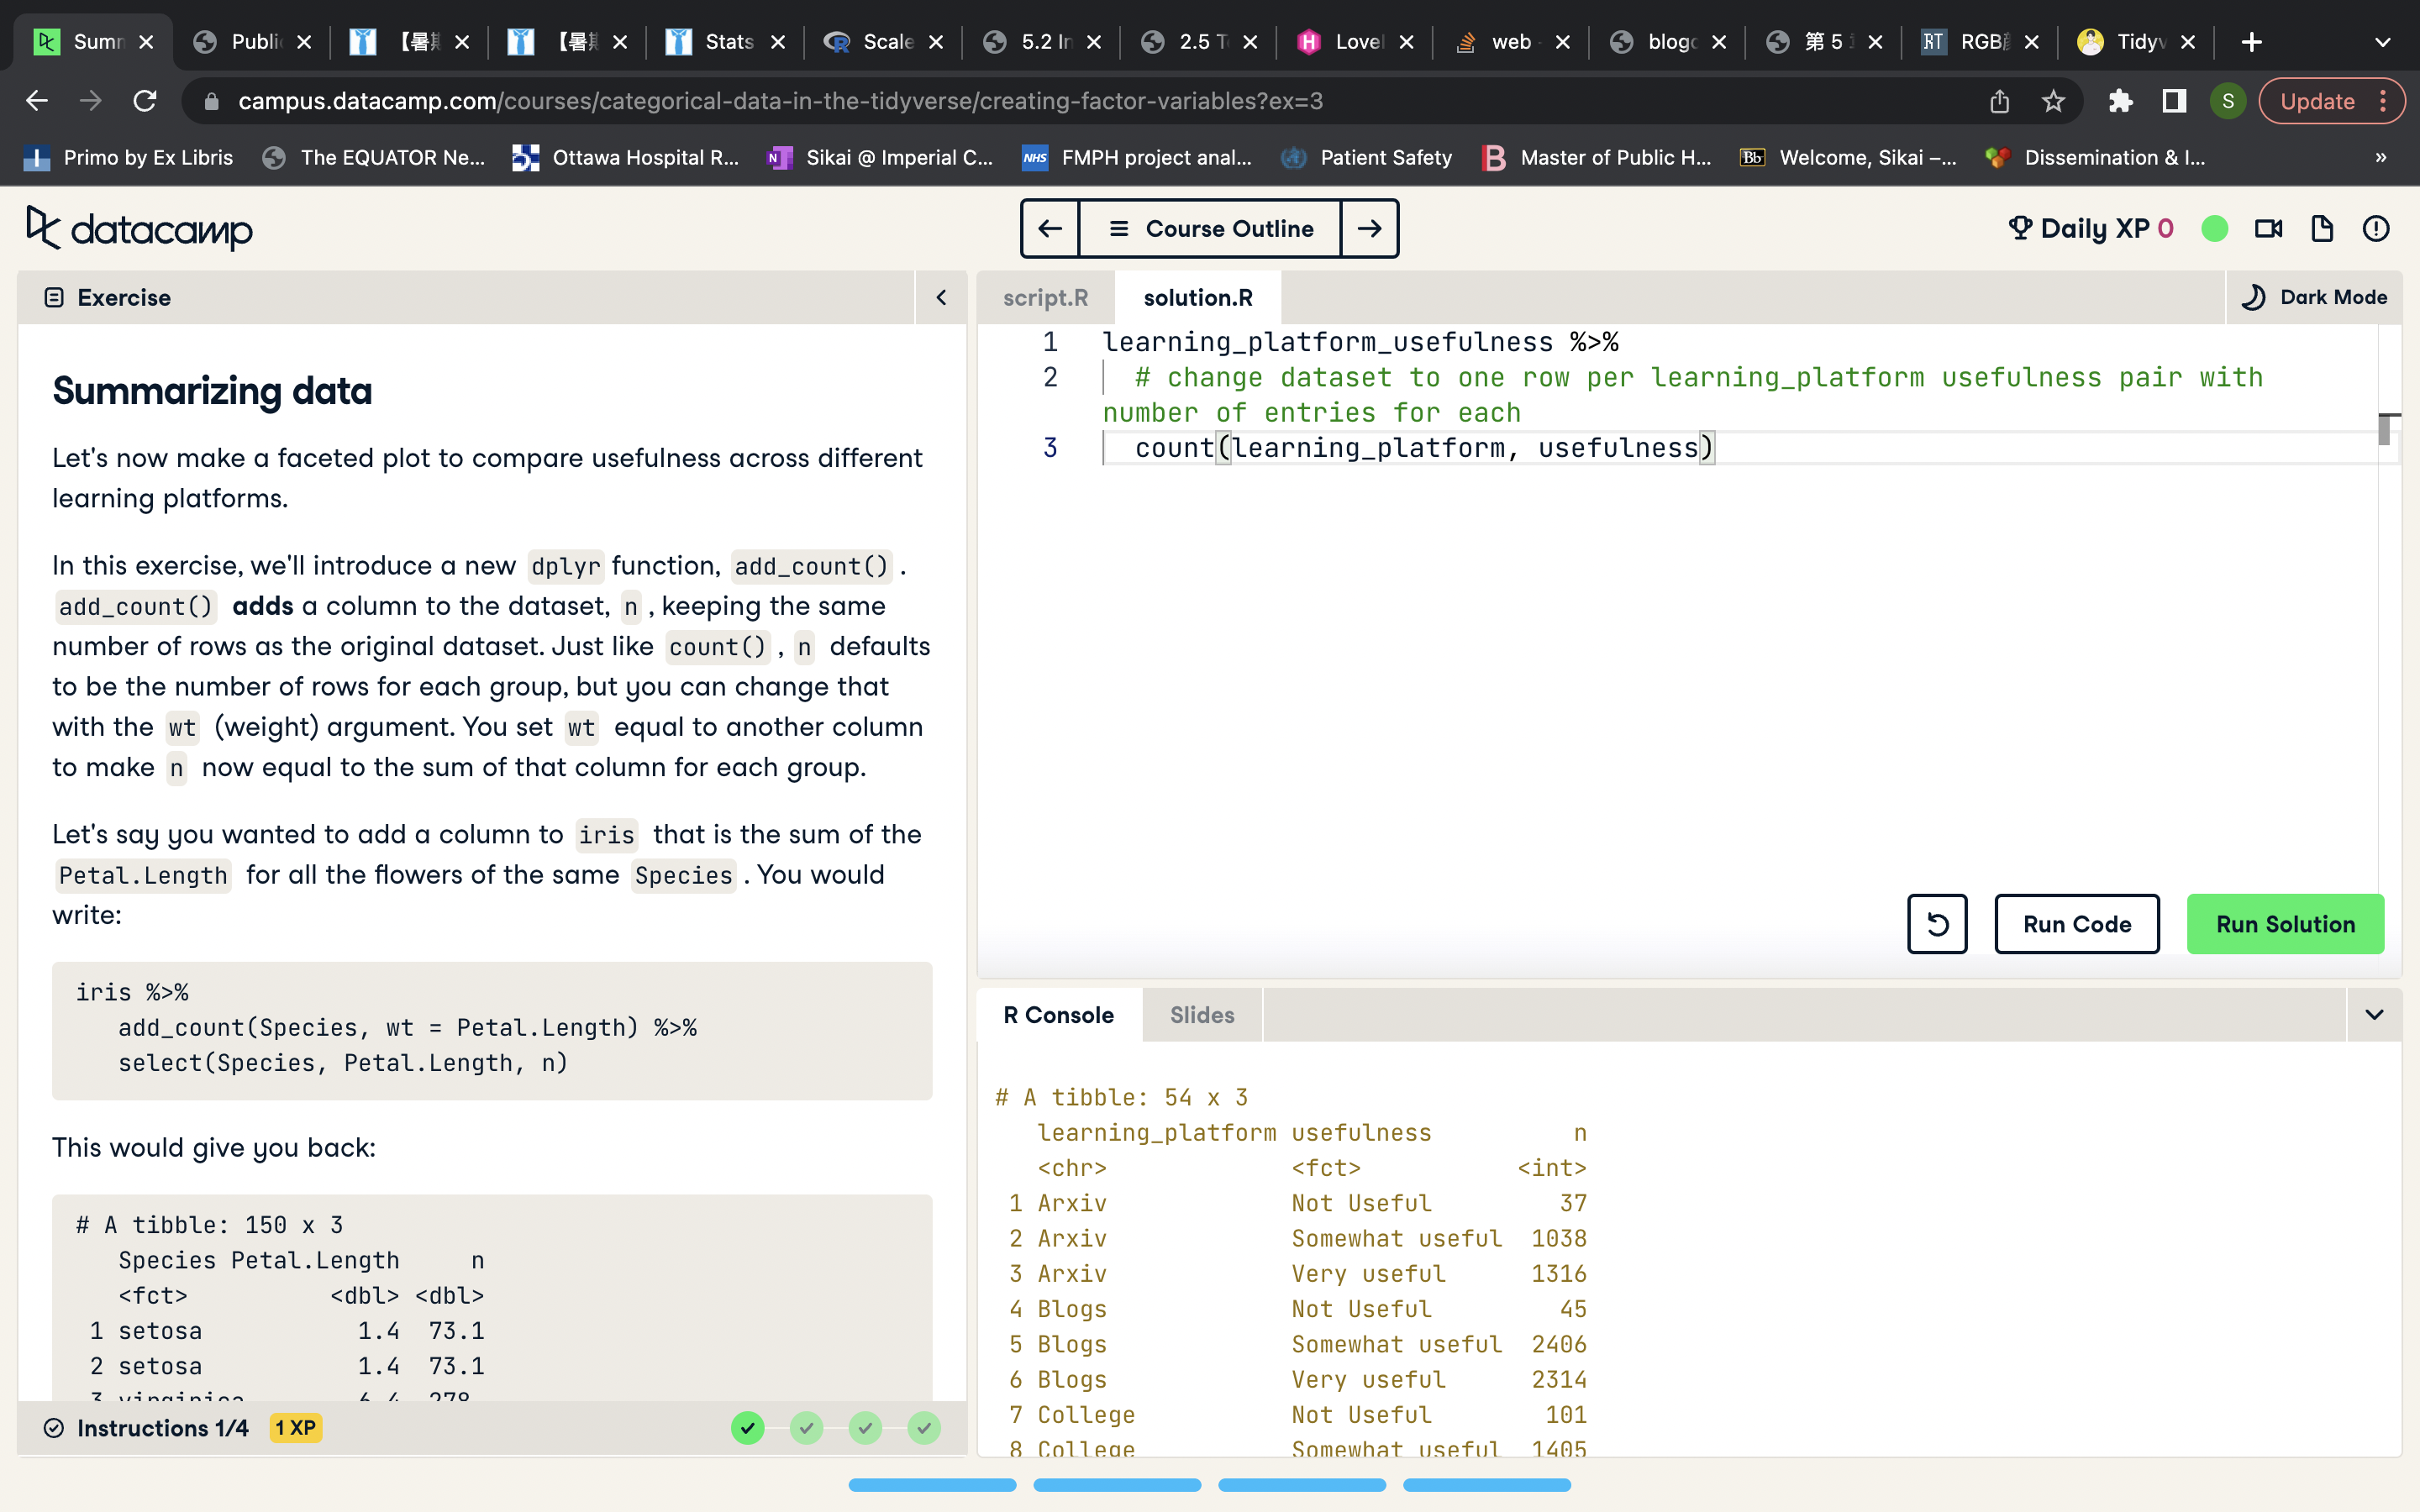 Summ
Public
【暑期
【暑期
Stats
Scale
5.2 In
2.5 T
Lovel
web -
blogd
第 5
RGB
Tidyv
campus.datacamp.com/courses/categorical-data-in-the-tidyverse/creating-factor-variables?ex=3
S
Update
Primo by Ex Libris
The EQUATOR Ne...
Ottawa Hospital R...
Sikai @ Imperial C...
NHS
FMPH project anal...
Patient Safety
Master of Public H...
Bb
Welcome, Sikai –...
Dissemination & I...
»
datacamp
Course Outline
Daily XP 0
Exercise
script.R
solution.R
Dark Mode
Summarizing data
Let's now make a faceted plot to compare usefulness across different
learning platforms.
In this exercise, we'll introduce a new dplyr function, add_count() .
add_count() adds a column to the dataset, n , keeping the same
number of rows as the original dataset. Just like count() , n defaults
to be the number of rows for each group, but you can change that
with the wt (weight) argument. You set wt equal to another column
to make n now equal to the sum of that column for each group.
Let's say you wanted to add a column to iris that is the sum of the
Petal.Length for all the flowers of the same Species . You would
write:
iris %>%
add_count(Species, wt = Petal.Length) %>%
select(Species, Petal.Length, n)
This would give you back:
# A tibble: 150 x 3
Species Petal.Length n
<fct> <dbl> <dbl>
1 setosa 1.4 73.1
2 setosa 1.4 73.1
3 virginica 6.4 278
Instructions 1/4
1 XP
1 learning_platform_usefulness %>%
2 # change dataset to one row per learning_platform usefulness pair with
number of entries for each
3 count(learning_platform, usefulness)
Run Code
Run Solution
R Console
Slides
# A tibble: 54 x 3
learning_platform usefulness n
<chr> <fct> <int>
1 Arxiv Not Useful 37
2 Arxiv Somewhat useful 1038
3 Arxiv Very useful 1316
4 Blogs Not Useful 45
5 Blogs Somewhat useful 2406
6 Blogs Very useful 2314
7 College Not Useful 101
8 College Somewhat useful 1405